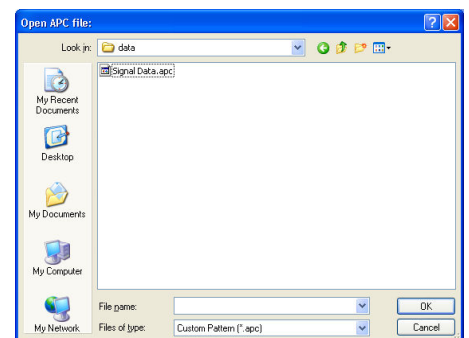 Open APC file:
Look in: data
Signal Data.apc
My Recent
Documents
Desktop
My Documents
My Computer
My Network
File name:
OK
Files of type: Custom Pattern (*.apc)
Cancel